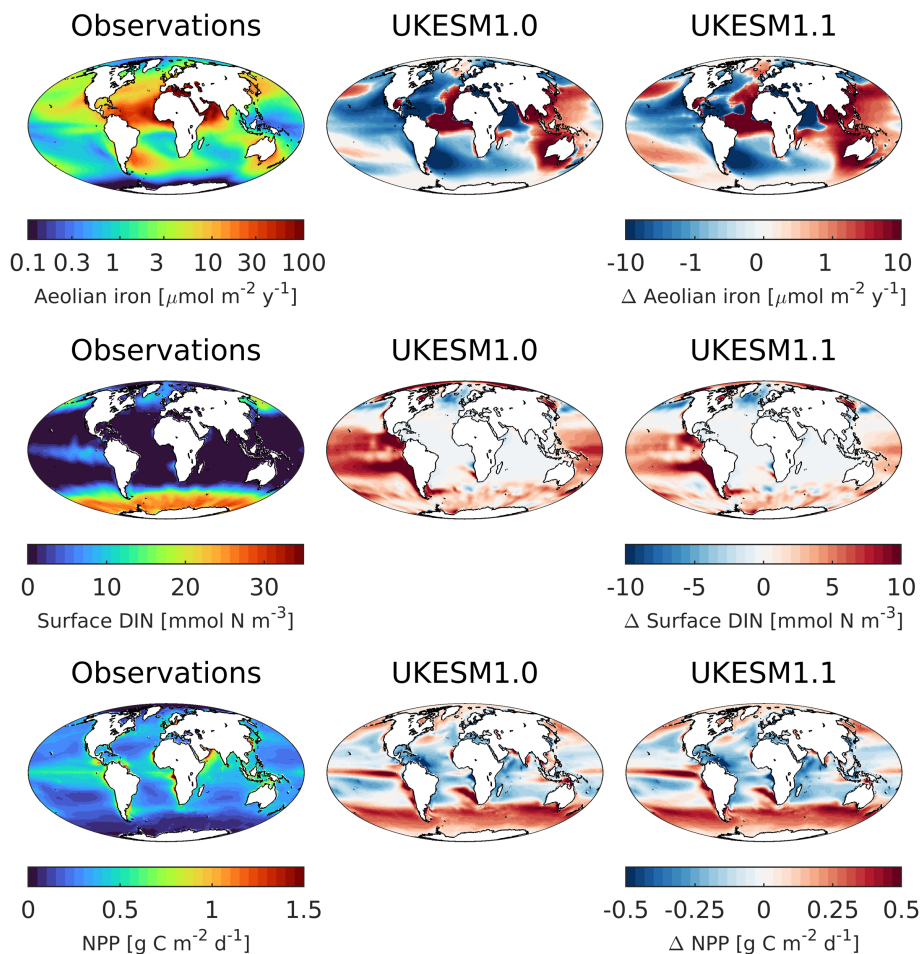 Observations UKESM1.0 UKESM1.1
0.1 0.3 1 3 10 30 100 -10 -1 0 1 10
Aeolian iron [μmol m⁻² y⁻¹] Δ Aeolian iron [μmol m⁻² y⁻¹]
Observations UKESM1.0 UKESM1.1
0 10 20 30 -10 -5 0 5 10
Surface DIN [mmol N m⁻³] Δ Surface DIN [mmol N m⁻³]
Observations UKESM1.0 UKESM1.1
0 0.5 1 1.5 -0.5 -0.25 0 0.25 0.5
NPP [g C m⁻² d⁻¹] Δ NPP [g C m⁻² d⁻¹]